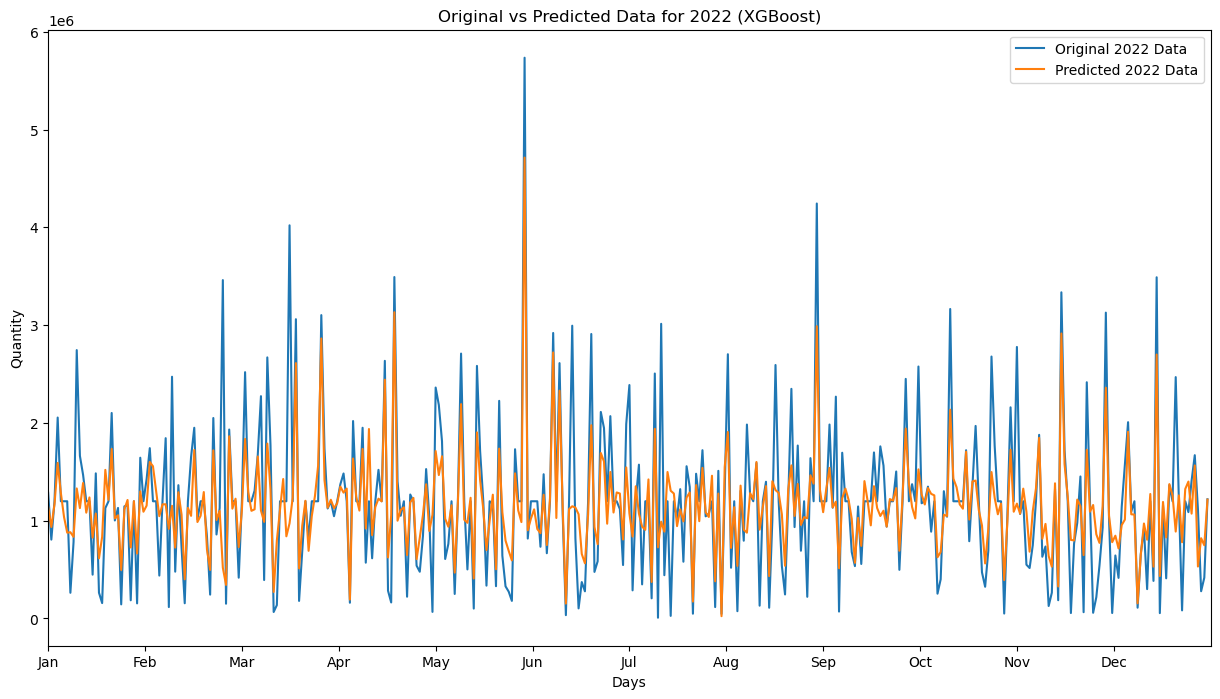 Original vs Predicted Data for 2022 (XGBoost)
1e6
Original 2022 Data
Predicted 2022 Data
Quantity
6
5
4
3
2
1
0
Jan Feb Mar Apr May Jun Jul Aug Sep Oct Nov Dec
Days